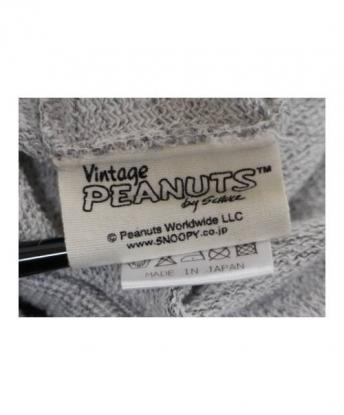 Vintage
PEANUTS™
by SCHULZ
© Peanuts Worldwide LLC
www.SNOOPY.co.jp
MADE IN JAPAN